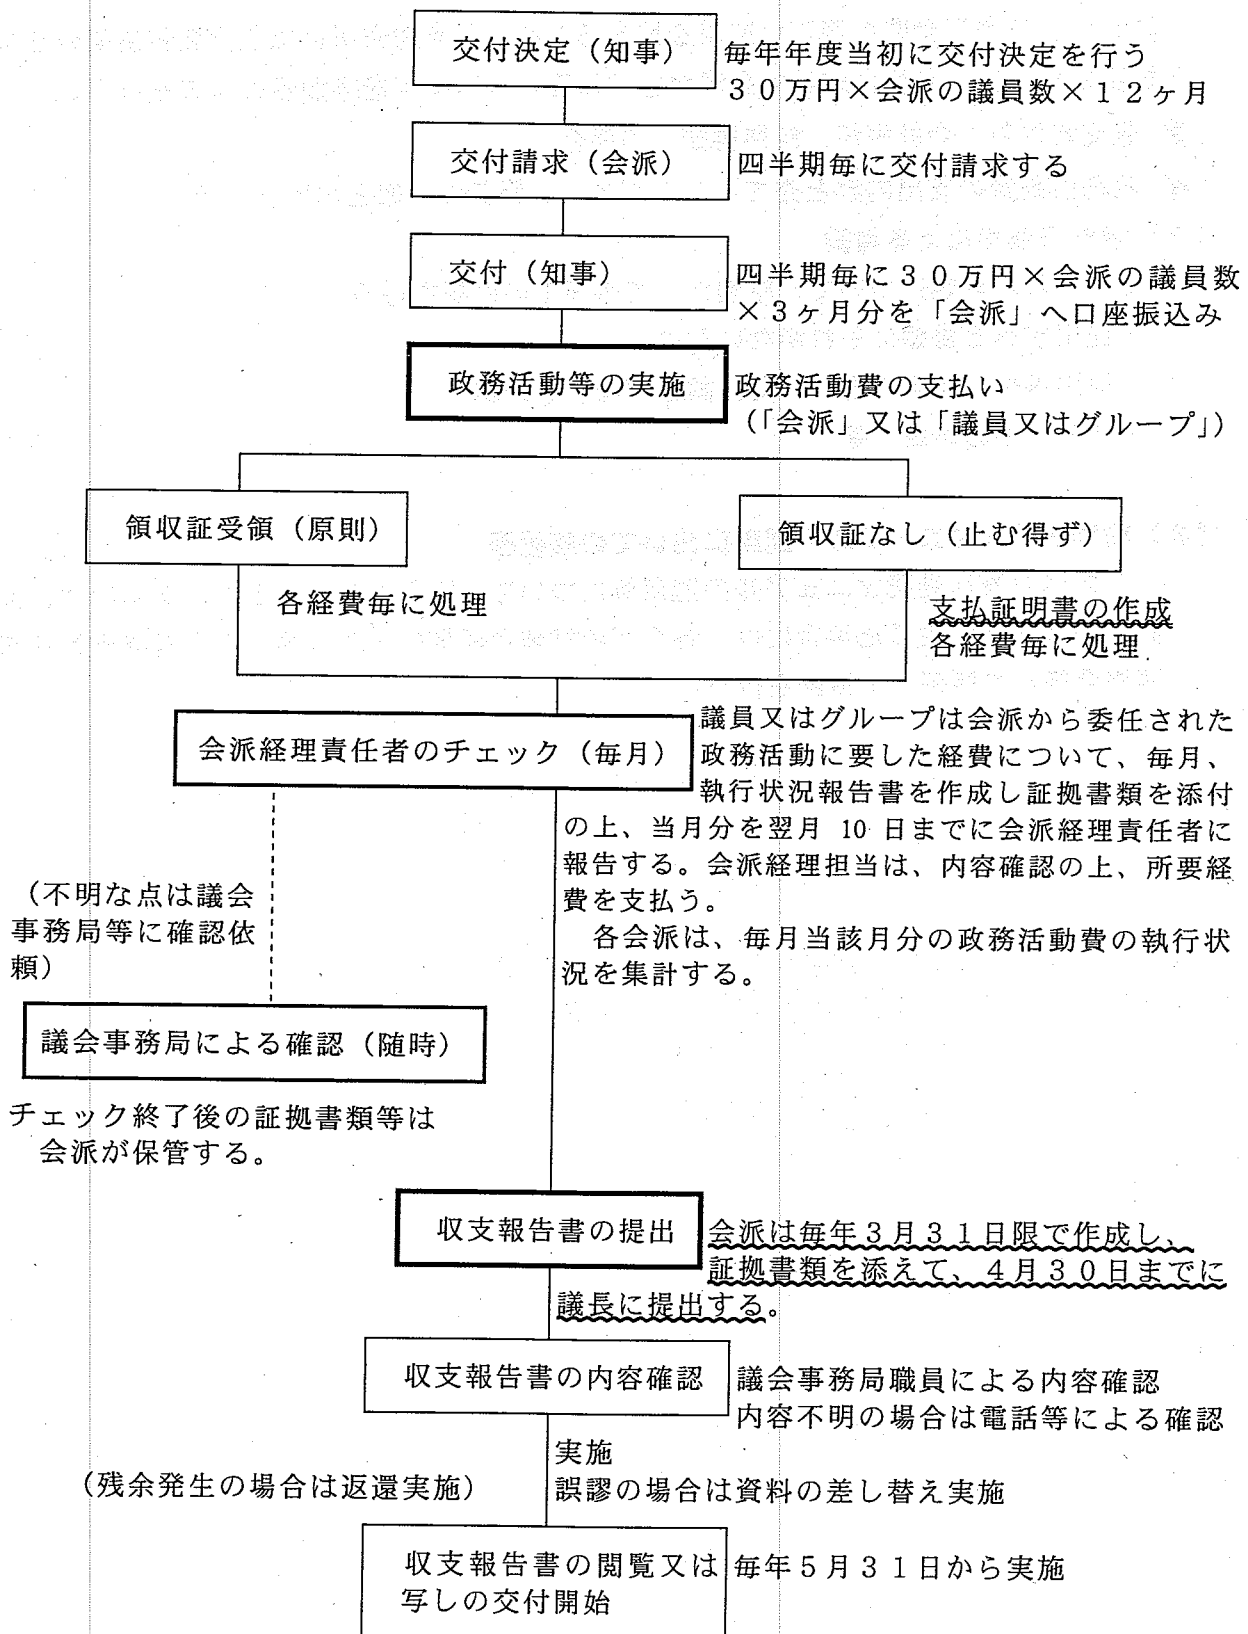 交付決定（知事）
毎年年度当初に交付決定を行う
３０万円×会派の議員数×１２ヶ月
交付請求（会派）
四半期毎に交付請求する
交付（知事）
四半期毎に３０万円×会派の議員数
×３ヶ月分を「会派」へ口座振込み
政務活動等の実施
政務活動費の支払い
（「会派」又は「議員又はグループ」）
領収証受領（原則）
領収証なし（止む得ず）
各経費毎に処理
支払証明書の作成
各経費毎に処理
会派経理責任者のチェック（毎月）
議員又はグループは会派から委任された
政務活動に要した経費について、毎月、
執行状況報告書を作成し証拠書類を添付
の上、当月分を翌月 10 日までに会派経理責任者に
報告する。会派経理担当は、内容確認の上、所要経
費を支払う。
各会派は、毎月当該月分の政務活動費の執行状
況を集計する。
（不明な点は議会
事務局等に確認依
頼）
議会事務局による確認（随時）
チェック終了後の証拠書類等は
会派が保管する。
収支報告書の提出
会派は毎年３月３１日限で作成し、
証拠書類を添えて、４月３０日までに
議長に提出する。
収支報告書の内容確認
議会事務局職員による内容確認
内容不明の場合は電話等による確認
実施
（残余発生の場合は返還実施）
誤謬の場合は資料の差し替え実施
収支報告書の閲覧又は
写しの交付開始
毎年５月３１日から実施